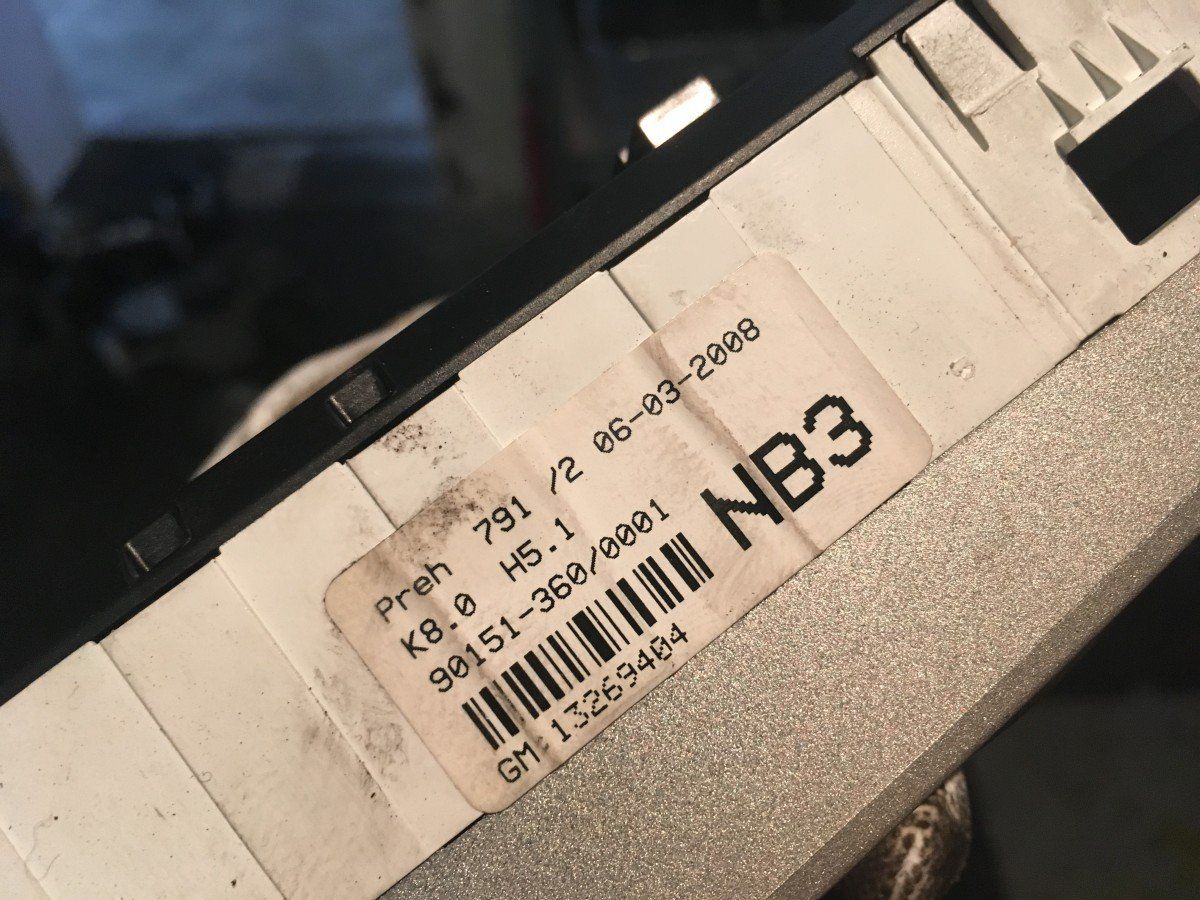 Preh 791 /2 06-03-2008
K8.0 H5.1
90151-360/0001
NB3
GM 13269404